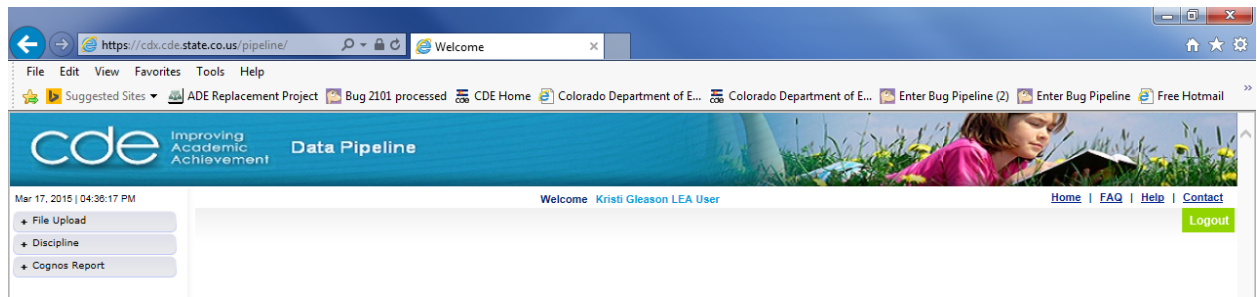 https://cdx.cde.state.co.us/pipeline/ Welcome
File Edit View Favorites Tools Help
Suggested Sites ADE Replacement Project Bug 2101 processed CDE Home Colorado Department of E... Colorado Department of E... Enter Bug Pipeline (2) Enter Bug Pipeline Free Hotmail
cde Improving
Academic
Achievement
Data Pipeline
Mar 17, 2015 | 04:36:17 PM Welcome Kristi Gleason LEA User Home | FAQ | Help | Contact
+ File Upload Logout
+ Discipline
+ Cognos Report